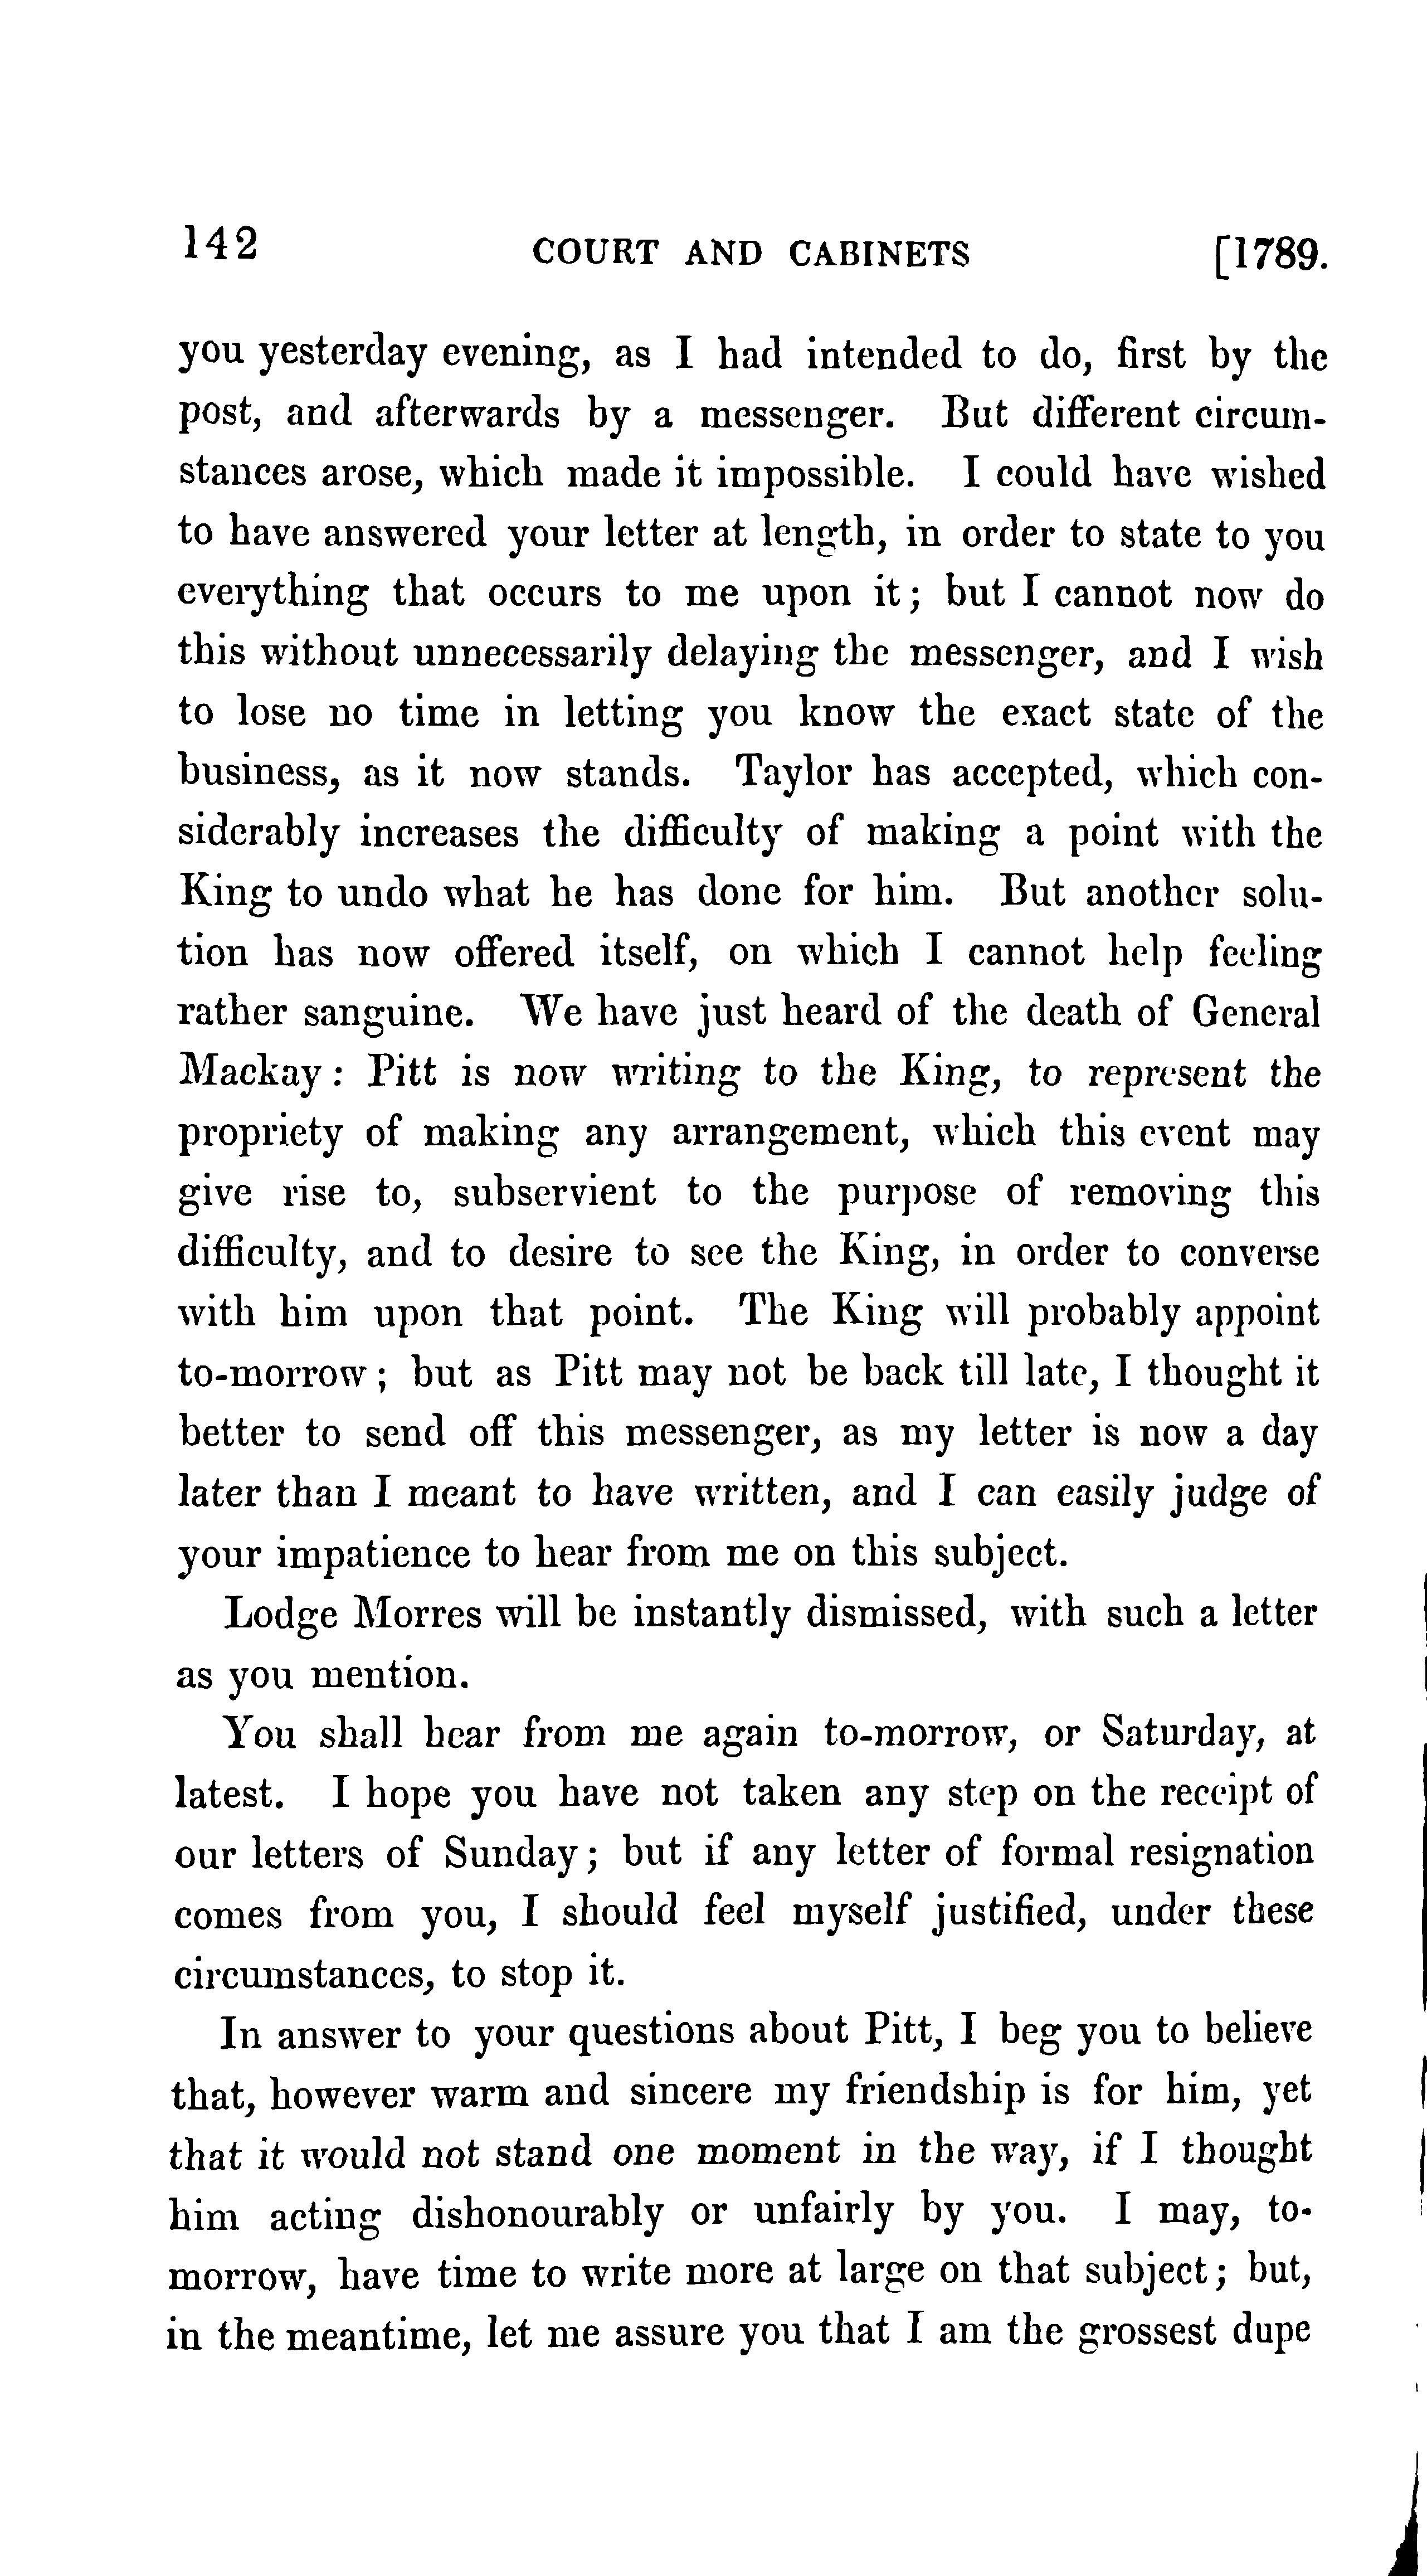 142 COURT AND CABINETS [1789.
you yesterday evening, as I had intended to do, first by the
post, and afterwards by a messenger. But different circum-
stances arose, which made it impossible. I could have wished
to have answered your letter at length, in order to state to you
everything that occurs to me upon it; but I cannot now do
this without unnecessarily delaying the messenger, and I wish
to lose no time in letting you know the exact state of the
business, as it now stands. Taylor has accepted, which con-
siderably increases the difficulty of making a point with the
King to undo what he has done for him. But another solu-
tion has now offered itself, on which I cannot help feeling
rather sanguine. We have just heard of the death of General
Mackay: Pitt is now writing to the King, to represent the
propriety of making any arrangement, which this event may
give rise to, subservient to the purpose of removing this
difficulty, and to desire to see the King, in order to converse
with him upon that point. The King will probably appoint
to-morrow; but as Pitt may not be back till late, I thought it
better to send off this messenger, as my letter is now a day
later than I meant to have written, and I can easily judge of
your impatience to hear from me on this subject.
Lodge Morres will be instantly dismissed, with such a letter
as you mention.
You shall hear from me again to-morrow, or Saturday, at
latest. I hope you have not taken any step on the receipt of
our letters of Sunday; but if any letter of formal resignation
comes from you, I should feel myself justified, under these
circumstances, to stop it.
In answer to your questions about Pitt, I beg you to believe
that, however warm and sincere my friendship is for him, yet
that it would not stand one moment in the way, if I thought
him acting dishonourably or unfairly by you. I may, to-
morrow, have time to write more at large on that subject; but,
in the meantime, let me assure you that I am the grossest dupe